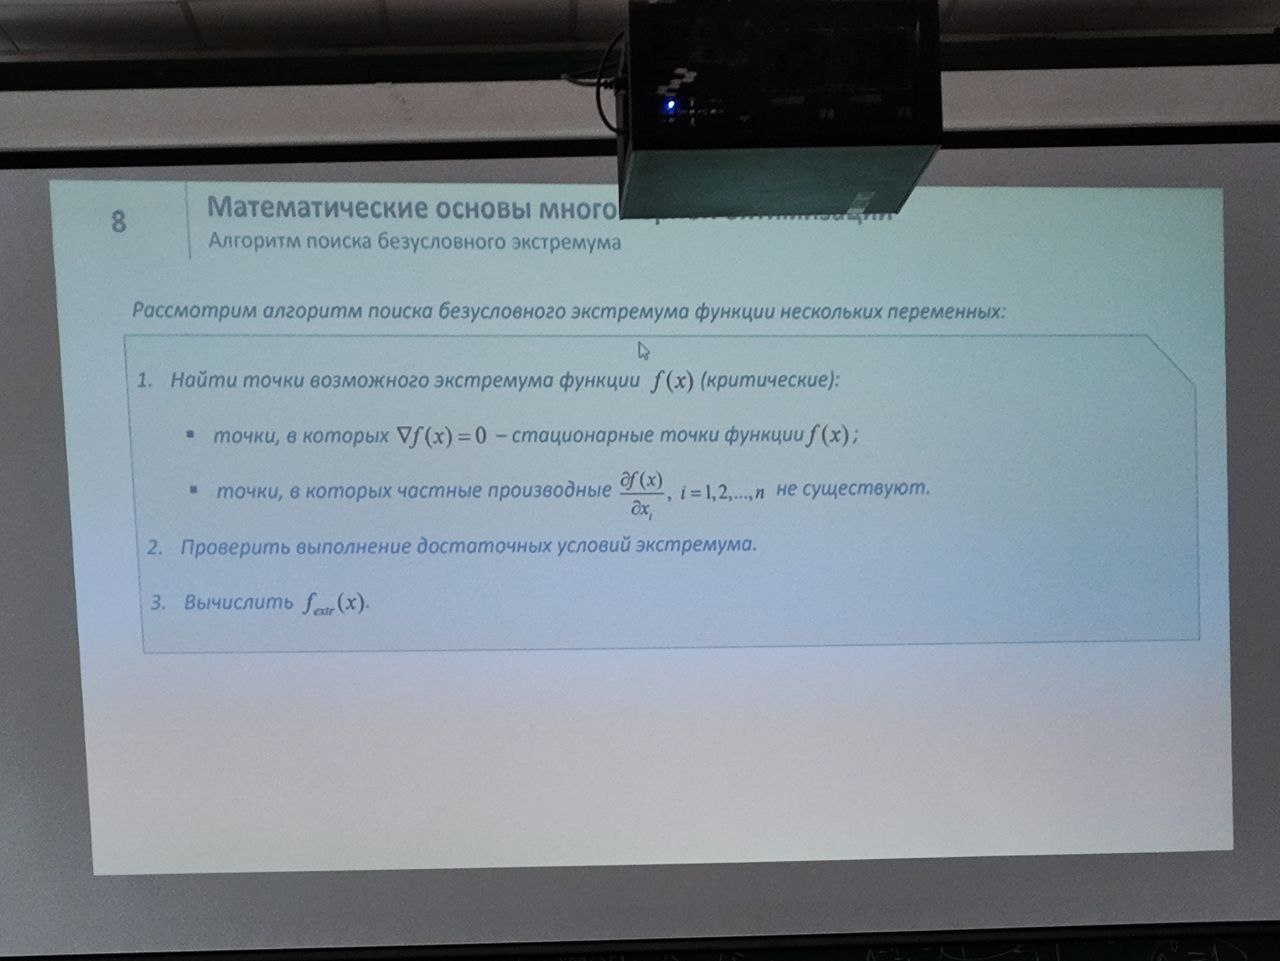 8
Математические основы много
Алгоритм поиска безусловного экстремума
Рассмотрим алгоритм поиска безусловного экстремума функции нескольких переменных:
1. Найти точки возможного экстремума функции f(x) (критические):
▪ точки, в которых ∇f(x) = 0 – стационарные точки функции f(x);
▪ точки, в которых частные производные ∂f(x)/∂xᵢ, i = 1,2,...,n не существуют.
2. Проверить выполнение достаточных условий экстремума.
3. Вычислить f_extr(x).